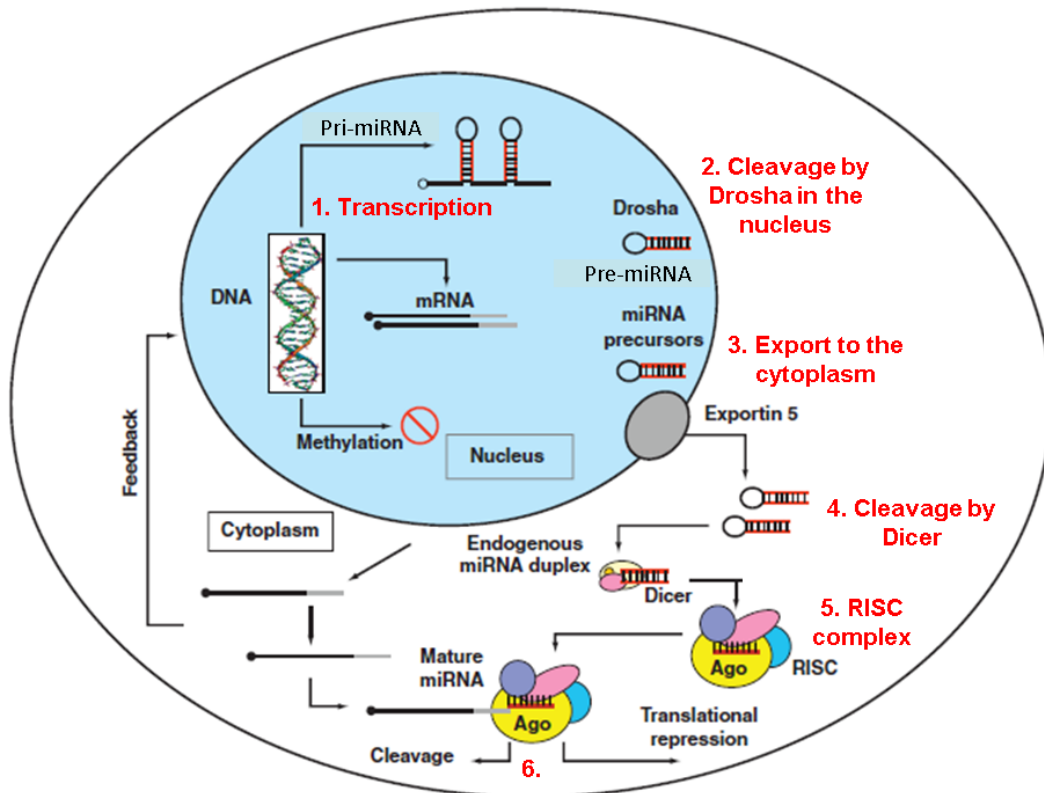 Pri-miRNA
1. Transcription
2. Cleavage by
Drosha in the
nucleus
Drosha
Pre-miRNA
DNA
mRNA
miRNA
precursors
3. Export to the
cytoplasm
Exportin 5
Methylation
Nucleus
Feedback
Cytoplasm
4. Cleavage by
Dicer
Endogenous
miRNA duplex
Dicer
5. RISC
complex
Ago
RISC
Mature
miRNA
Ago
Translational
repression
Cleavage
6.